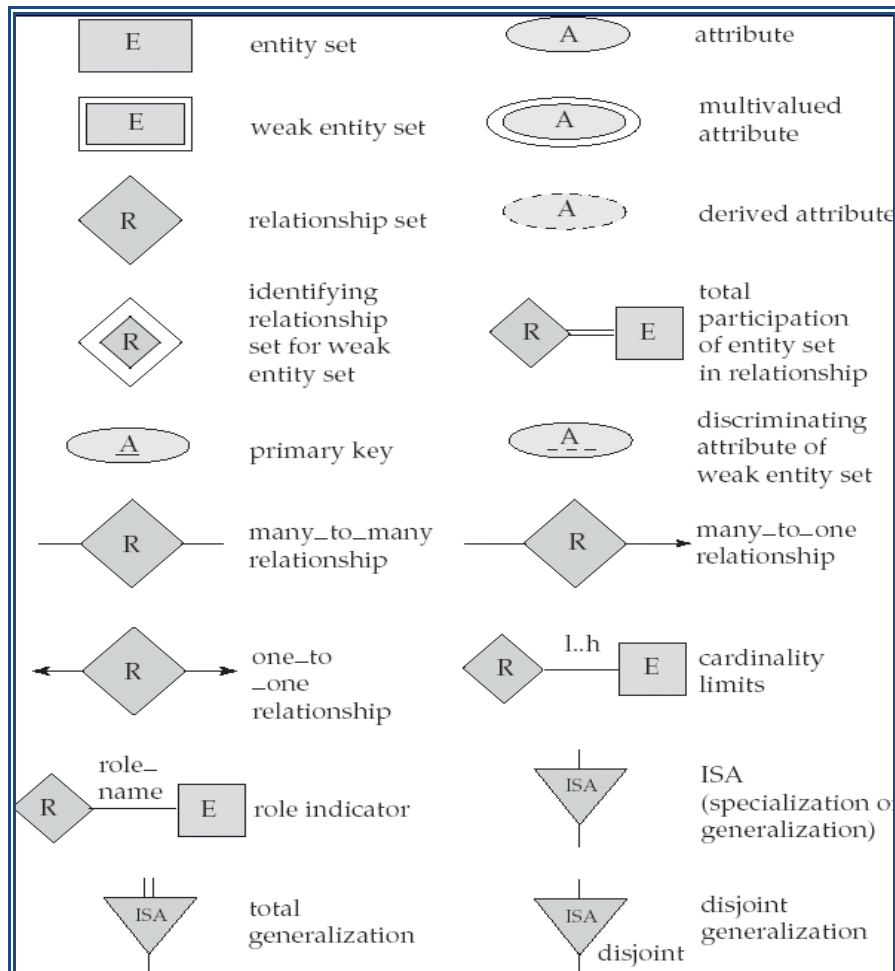 E
entity set
A
attribute
E
weak entity set
A
multivalued
attribute
R
relationship set
A
derived attribute
R
identifying
relationship
set for weak
entity set
R
E
total
participation
of entity set
in relationship
A
primary key
A
discriminating
attribute of
weak entity set
R
many_to_many
relationship
R
many_to_one
relationship
R
one_to
_one
relationship
R
l..h
E
cardinality
limits
R
role_
name
E
role indicator
ISA
ISA
(specialization o
generalization)
ISA
total
generalization
ISA
disjoint
disjoint
generalization